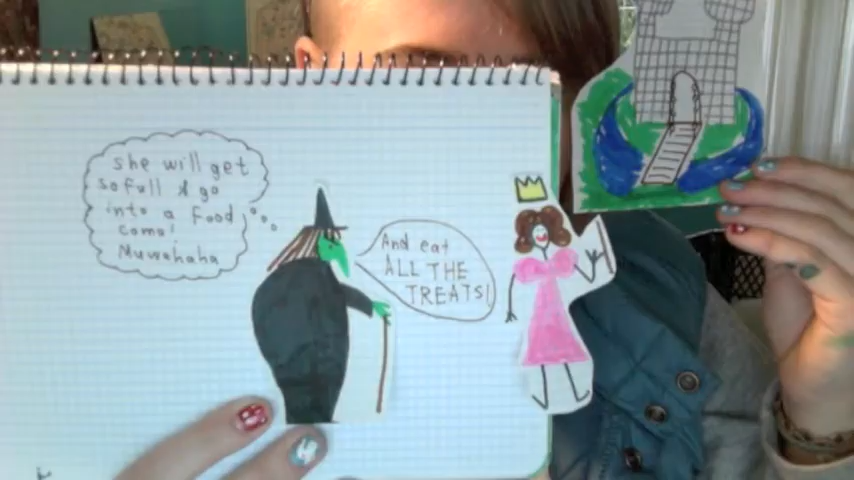 she will get
so full & go
into a food
coma!
Muwahaha
And eat
ALL THE
TREATS!